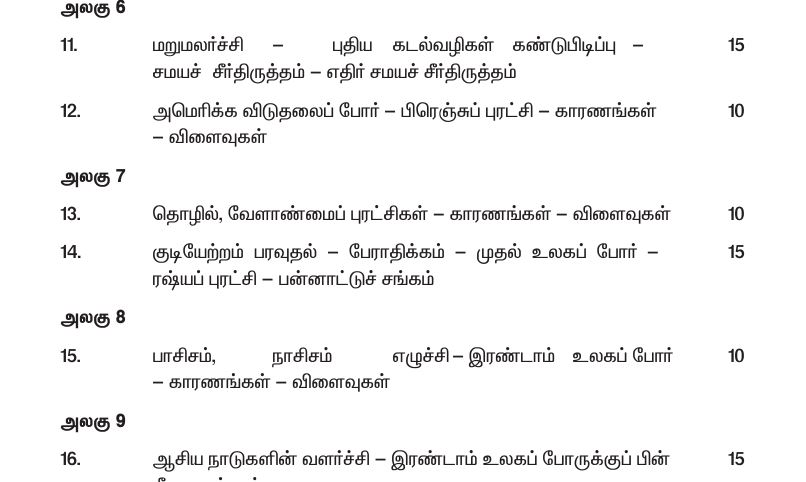 அலகு 6
11. மறுமலர்ச்சி – புதிய கடல்வழிகள் கண்டுபிடிப்பு – 15
சமயச் சீர்திருத்தம் – எதிர் சமயச் சீர்திருத்தம்
12. அமெரிக்க விடுதலைப் போர் – பிரெஞ்சுப் புரட்சி – காரணங்கள் 10
– விளைவுகள்
அலகு 7
13. தொழில், வேளாண்மைப் புரட்சிகள் – காரணங்கள் – விளைவுகள் 10
14. குடியேற்றம் பரவுதல் – பேராதிக்கம் – முதல் உலகப் போர் – 15
ரஷ்யப் புரட்சி – பன்னாட்டுச் சங்கம்
அலகு 8
15. பாசிசம், நாசிசம் எழுச்சி – இரண்டாம் உலகப் போர் 10
– காரணங்கள் – விளைவுகள்
அலகு 9
16. ஆசிய நாடுகளின் வளர்ச்சி – இரண்டாம் உலகப் போருக்குப் பின் 15